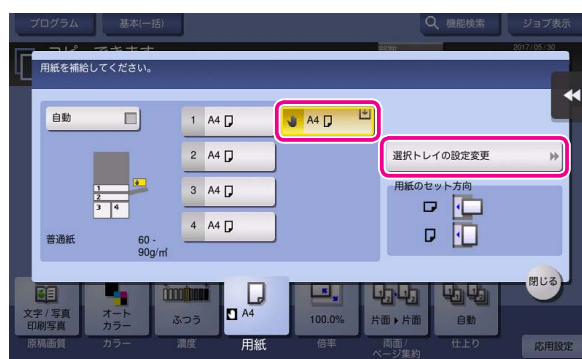 プログラム
基本(一括)
機能検索
ジョブ表示
コピーできます
2017/05/30
用紙を補給してください。
自動
1 A4
A4
2 A4
選択トレイの設定変更
3 A4
用紙のセット方向
4 A4
1
2
3 4
普通紙
60 -
90g/㎡
閉じる
文字/写真
印刷写真
オート
カラー
ふつう
A4
100.0%
片面▶片面
自動
原稿画質
カラー
濃度
用紙
倍率
両面/
ページ集約
仕上り
応用設定